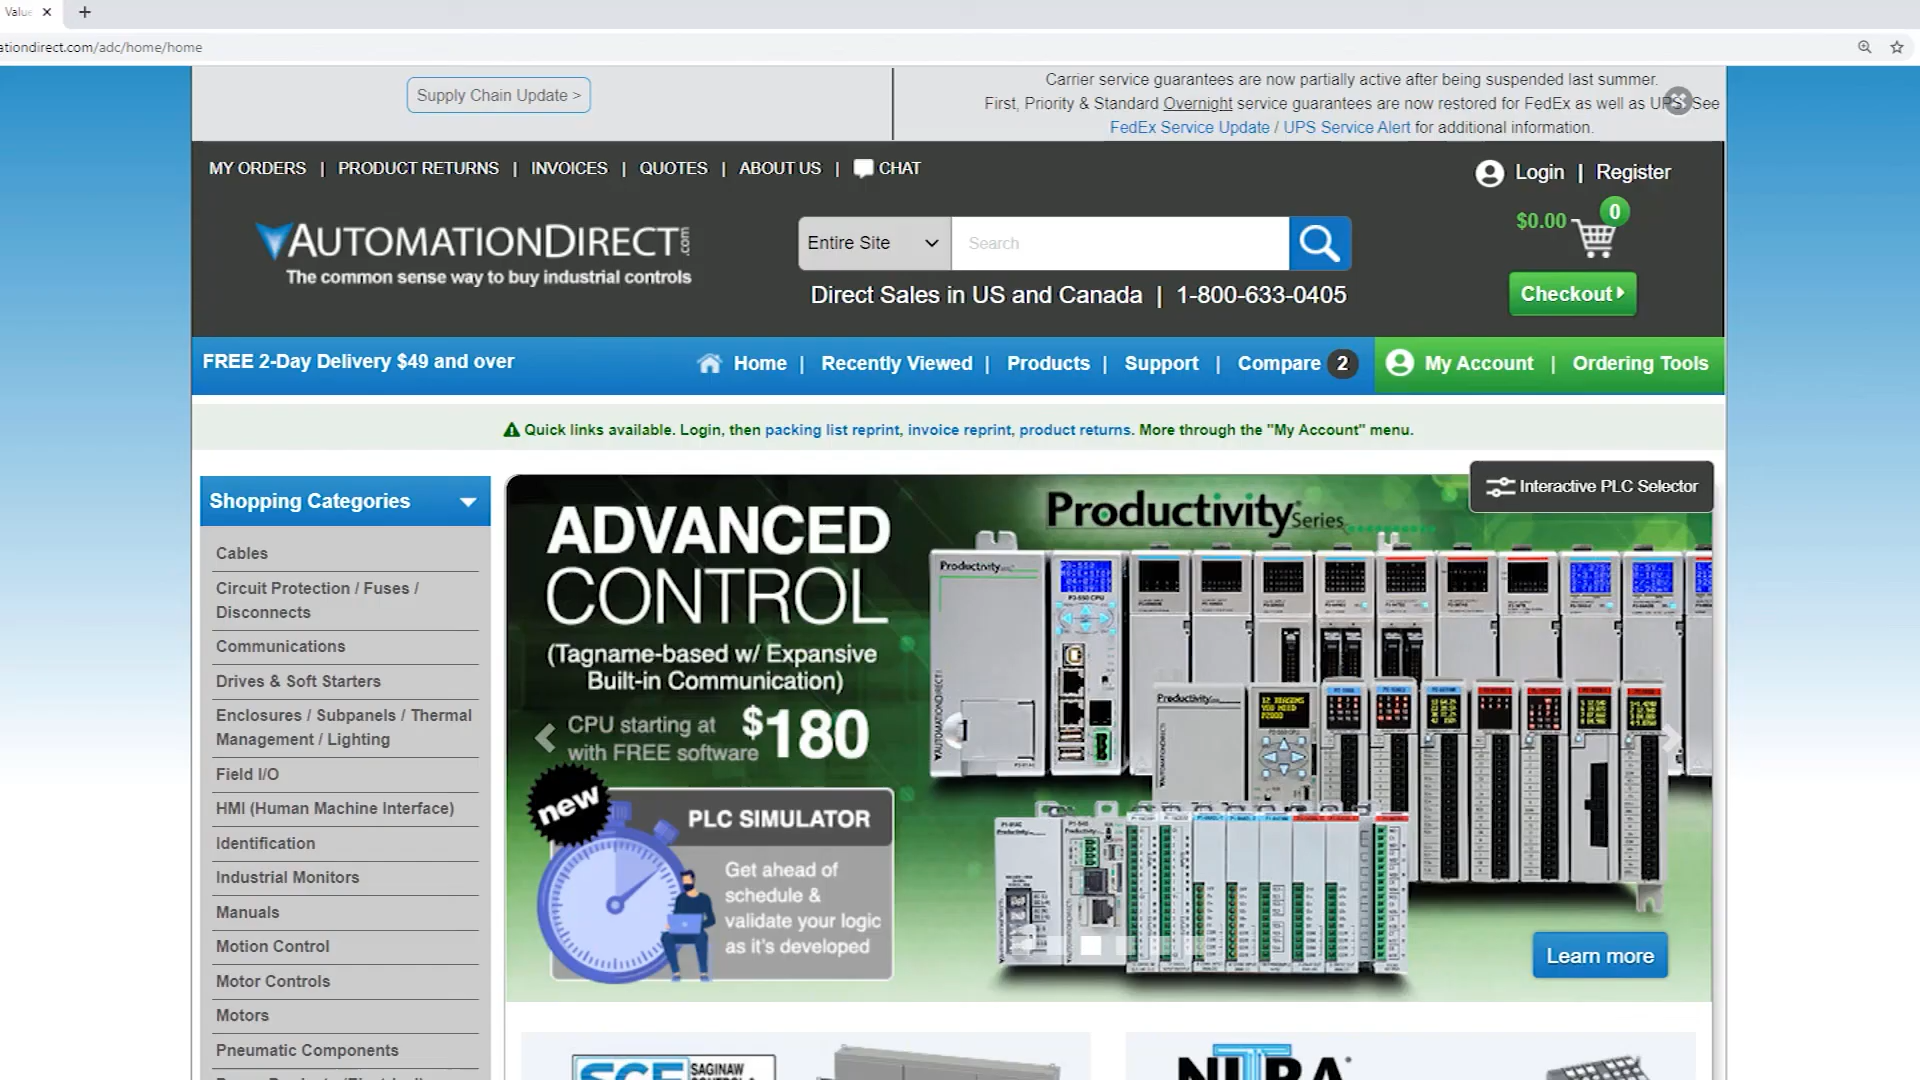 Value
ationdirect.com/adc/home/home
Supply Chain Update >
Carrier service guarantees are now partially active after being suspended last summer.
First, Priority & Standard Overnight service guarantees are now restored for FedEx as well as UPS. See
FedEx Service Update / UPS Service Alert for additional information.
MY ORDERS | PRODUCT RETURNS | INVOICES | QUOTES | ABOUT US | CHAT
Login | Register
$0.00 0
AUTOMATIONDIRECT.com
The common sense way to buy industrial controls
Entire Site Search
Direct Sales in US and Canada | 1-800-633-0405
Checkout
FREE 2-Day Delivery $49 and over
Home | Recently Viewed | Products | Support | Compare 2
My Account | Ordering Tools
Quick links available. Login, then packing list reprint, invoice reprint, product returns. More through the "My Account" menu.
Shopping Categories
Cables
Circuit Protection / Fuses /
Disconnects
Communications
Drives & Soft Starters
Enclosures / Subpanels / Thermal
Management / Lighting
Field I/O
HMI (Human Machine Interface)
Identification
Industrial Monitors
Manuals
Motion Control
Motor Controls
Motors
Pneumatic Components
Interactive PLC Selector
Productivity Series
ADVANCED
CONTROL
(Tagname-based w/ Expansive
Built-in Communication)
CPU starting at $180
with FREE software
new
PLC SIMULATOR
Get ahead of
schedule &
validate your logic
as it's developed
Productivity
P3-550 CPU
Productivity
Learn more
SCE SAGINAW
NITRA